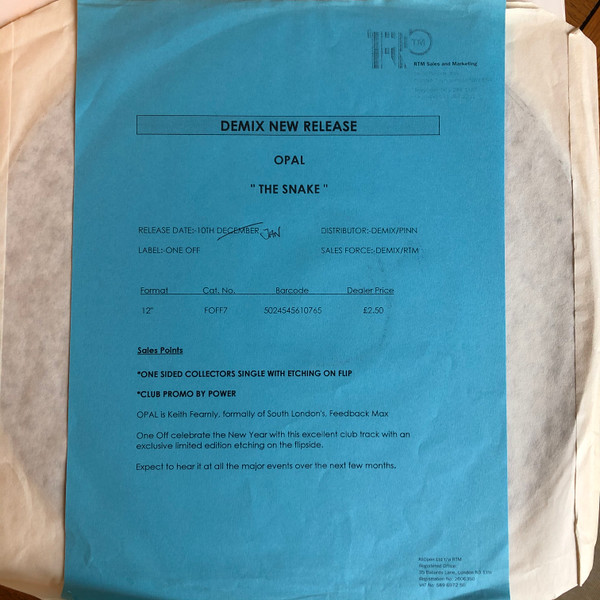 TM
RTM Sales and Marketing
DEMIX NEW RELEASE
OPAL
" THE SNAKE "
RELEASE DATE:-10TH DECEMBER JAN
DISTRIBUTOR:-DEMIX/PINN
LABEL:-ONE OFF
SALES FORCE:-DEMIX/RTM
Format Cat. No. Barcode Dealer Price
12" FOFF7 5024545610765 £2.50
Sales Points
*ONE SIDED COLLECTORS SINGLE WITH ETCHING ON FLIP
*CLUB PROMO BY POWER
OPAL is Keith Fearnly, formally of South London's, Feedback Max
One Off celebrate the New Year with this excellent club track with an
exclusive limited edition etching on the flipside.
Expect to hear it at all the major events over the next few months.
Registered Office: